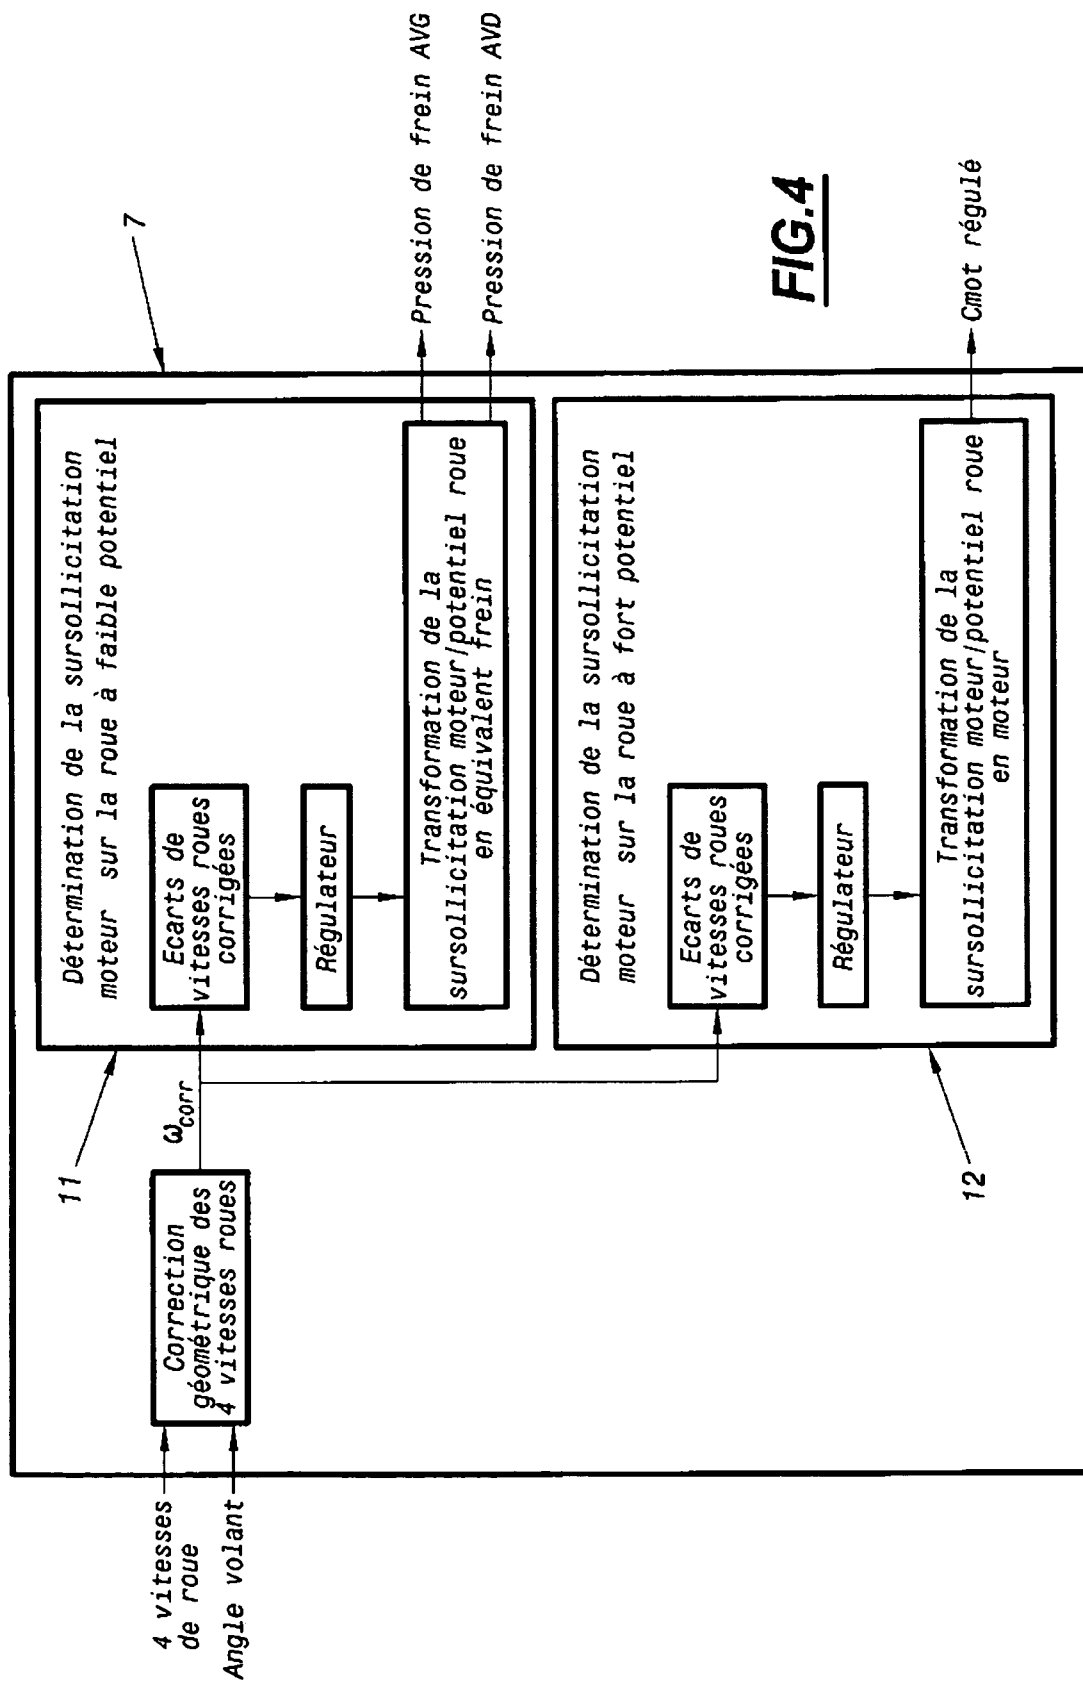 4 vitesses
de roue
Angle volant
Correction
géométrique des
4 vitesses roues
ωcorr
11
7
Détermination de la sursollicitation
moteur sur la roue à faible potentiel
Ecarts de
vitesses roues
corrigées
Régulateur
Transformation de la
sursollicitation moteur/potentiel roue
en équivalent frein
Pression de frein AVG
Pression de frein AVD
12
Détermination de la sursollicitation
moteur sur la roue à fort potentiel
Ecarts de
vitesses roues
corrigées
Régulateur
Transformation de la
sursollicitation moteur/potentiel roue
en moteur
Cmot régulé
FIG.4